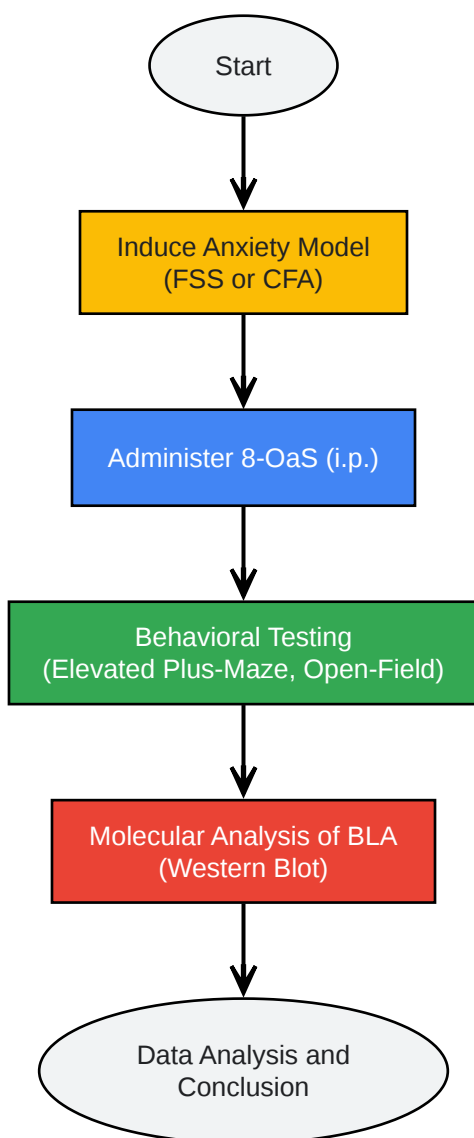 Start
Induce Anxiety Model
(FSS or CFA)
Administer 8-OaS (i.p.)
Behavioral Testing
(Elevated Plus-Maze, Open-Field)
Molecular Analysis of BLA
(Western Blot)
Data Analysis and
Conclusion